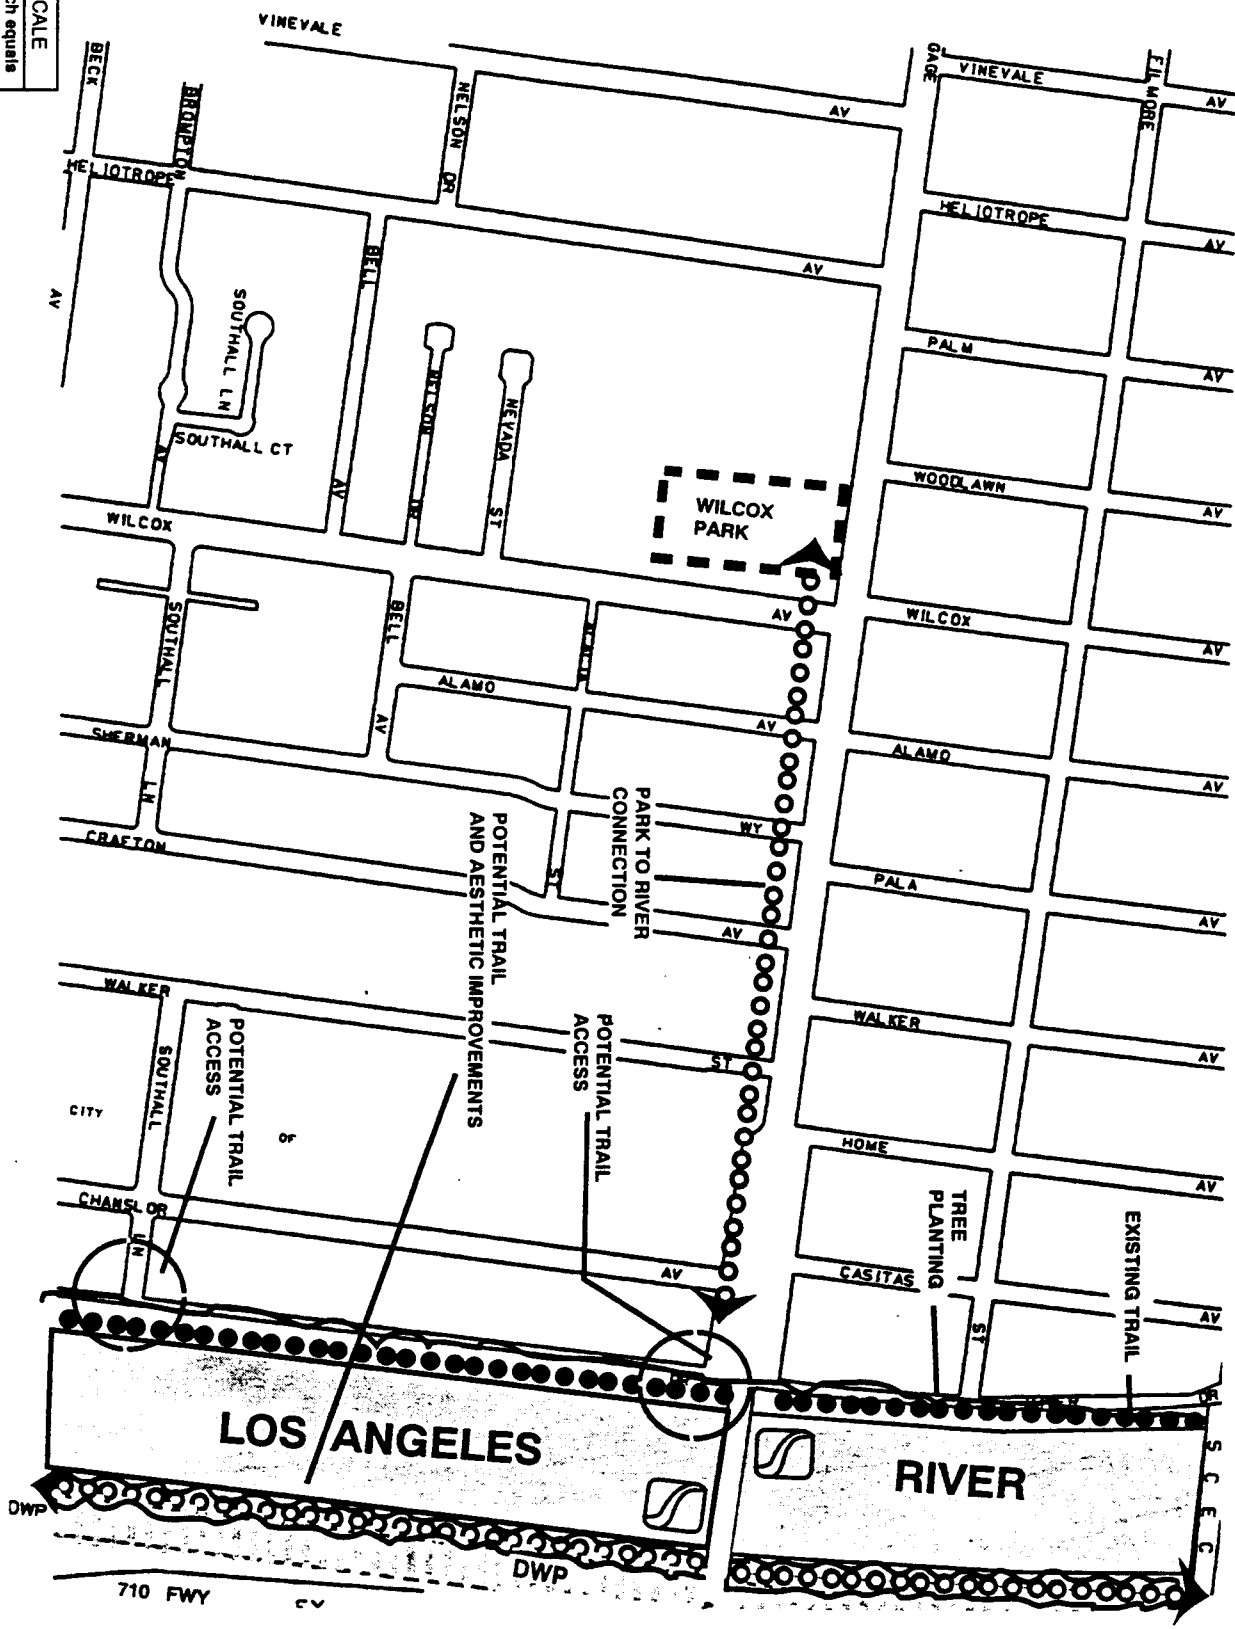 CALE
ch equals
VINEVALE
AV
GAGE
VINEVALE
AV
FILMORE
BECK
BROMPTON
NELSON DR
HELIOTROPE
AV
HELIOTROPE
AV
AV
BELL
AV
SOUTHALL LN
SOUTHALL CT
AV
NELSON
DR
NEVADA
ST
PALM
AV
WOODLAWN
AV
WILCOX
PARK
WILCOX
AV
WILCOX
AV
SOUTHALL
LN
BELL
AV
ALAMO
AV
ALAMO
AV
SHERMAN
WY
ST
CRAFTON
AV
PALA
AV
PARK TO RIVER
CONNECTION
POTENTIAL TRAIL
AND AESTHETIC IMPROVEMENTS
WALKER
ST
WALKER
AV
POTENTIAL TRAIL
ACCESS
POTENTIAL TRAIL
ACCESS
SOUTHALL
LN
CITY
OF
HOME
AV
CHANSLOR
AV
CASITAS
AV
TREE
PLANTING
EXISTING TRAIL
ST
DR
LOS ANGELES
RIVER
S C E C C
DWP
DWP
710 FWY